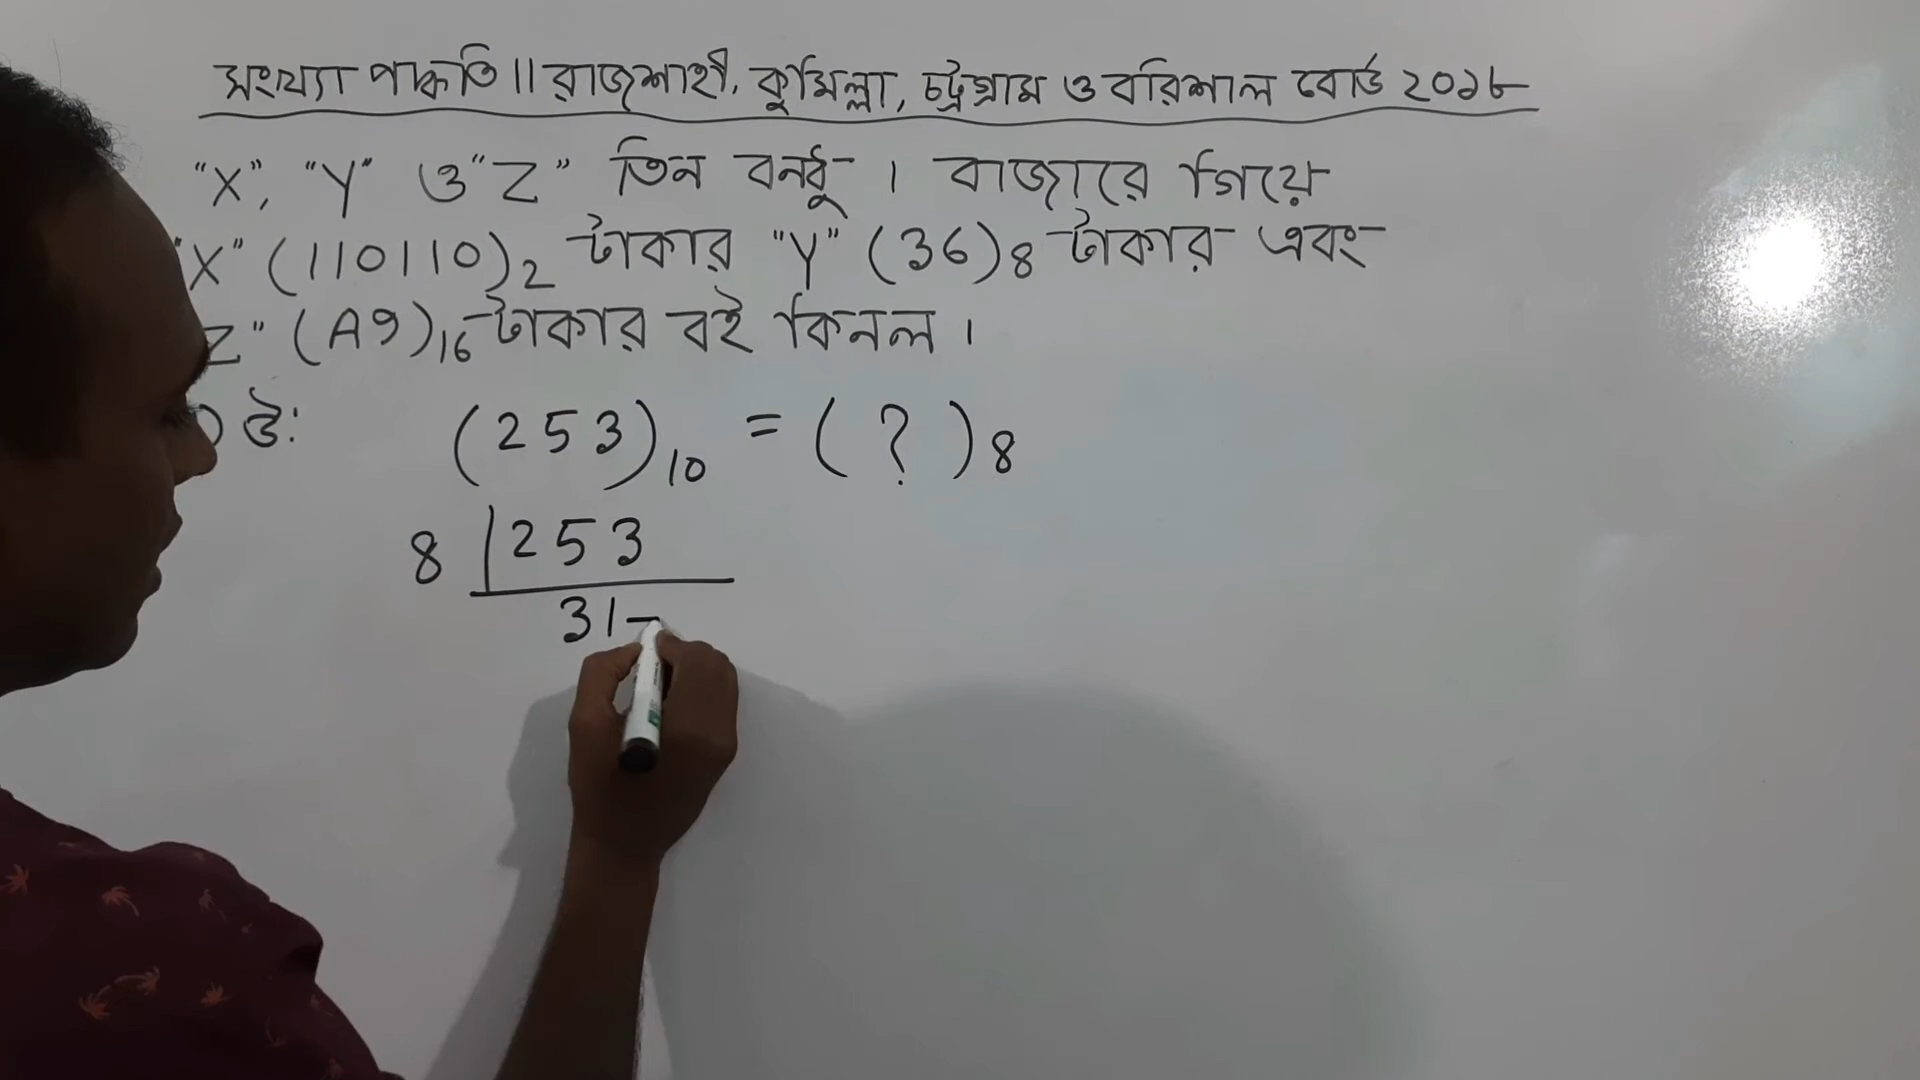 সংখ্যা পদ্ধতি || রাজশাহী, কুমিল্লা, চট্রগ্রাম ও বরিশাল বোর্ড ২০১৮
"X", "Y" ও "Z" তিন বন্ধু । বাজারে গিয়ে
"X" (110110)2 টাকার "Y" (36)8 টাকার এবং
Z" (A9)16 টাকার বই কিনল ।
) উঃ (253)10 = ( ? )8
8 | 253
31-